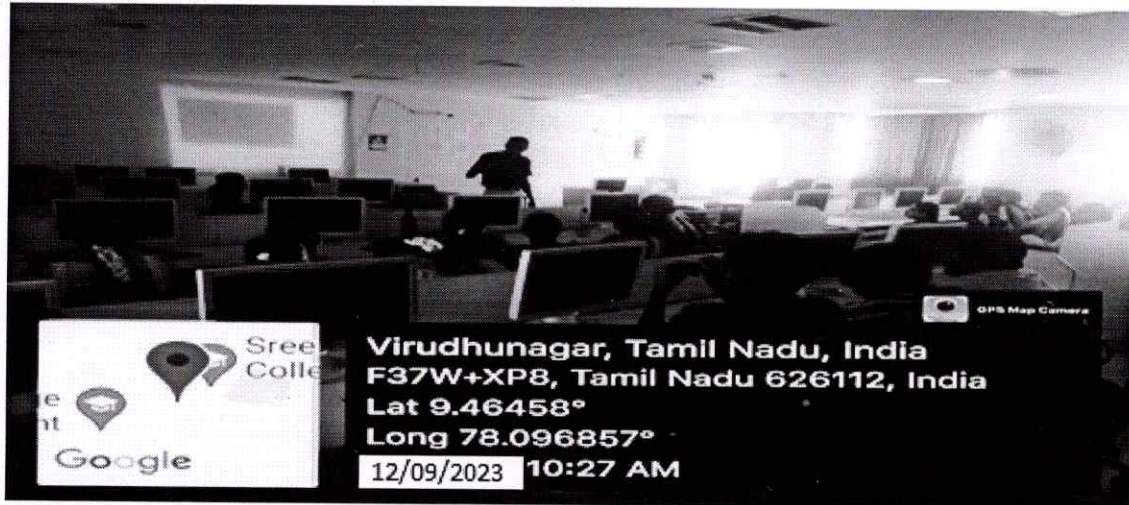 GPS Map Camera
Sree
Colle
e
nt
Google
Virudhunagar, Tamil Nadu, India
F37W+XP8, Tamil Nadu 626112, India
Lat 9.46458°
Long 78.096857°
12/09/2023 10:27 AM